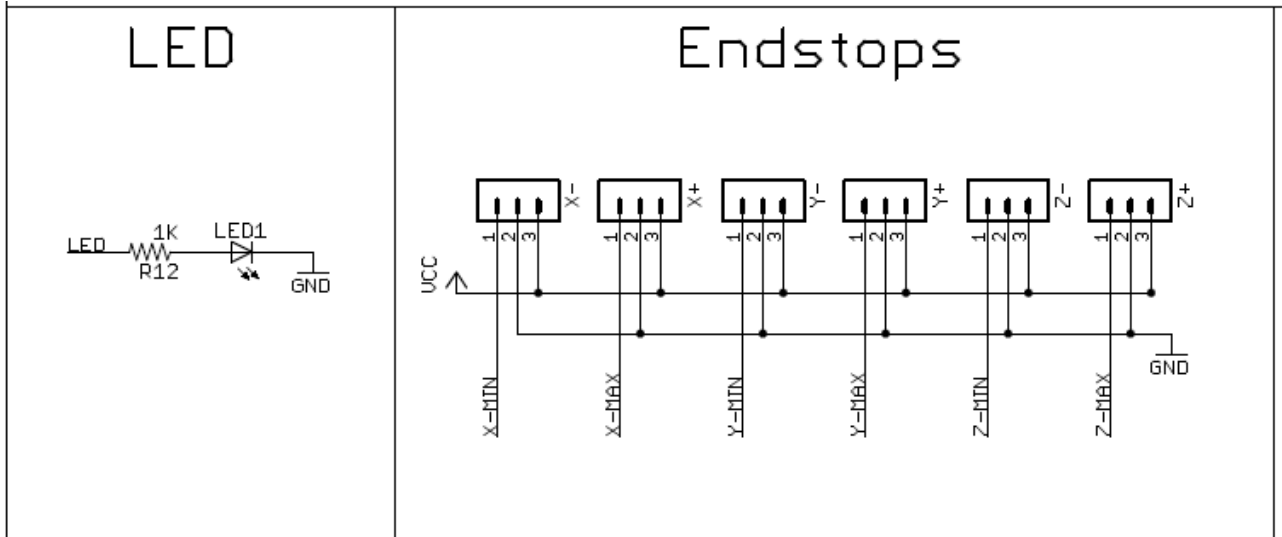 LED
Endstops
LED
1K
R12
LED1
GND
X-
X+
Y-
Y+
Z-
Z+
1 2 3
1 2 3
1 2 3
1 2 3
1 2 3
1 2 3
VCC
GND
X-MIN
X-MAX
Y-MIN
Y-MAX
Z-MIN
Z-MAX